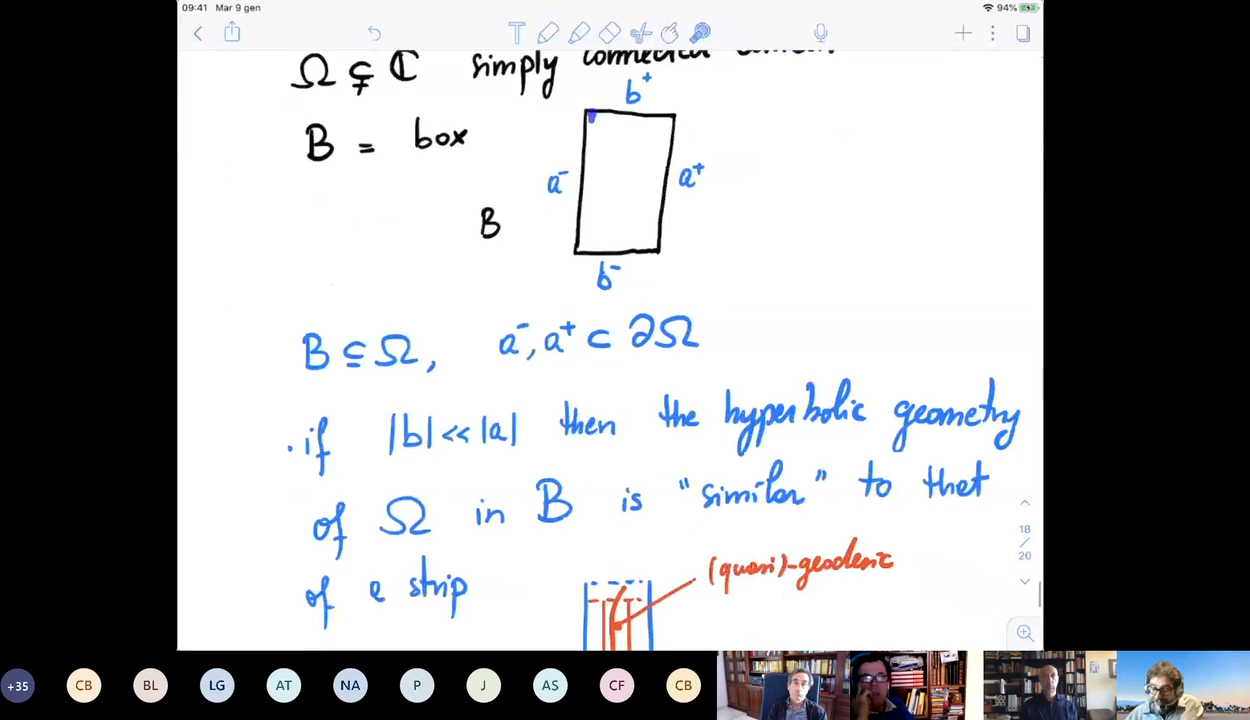 09:41 Mar 9 gen
94%
Ω ⊊ ℂ simply connected
b⁺
B = box
a⁻
a⁺
B
b⁻
B ⊆ Ω, a⁻, a⁺ ⊂ ∂Ω
. if |b| << |a| then the hyperbolic geometry
of Ω in B is "similar" to that
of a strip
(quasi)-geodesic
18
/
20
+35
CB
BL
LG
AT
NA
P
J
AS
CF
CB